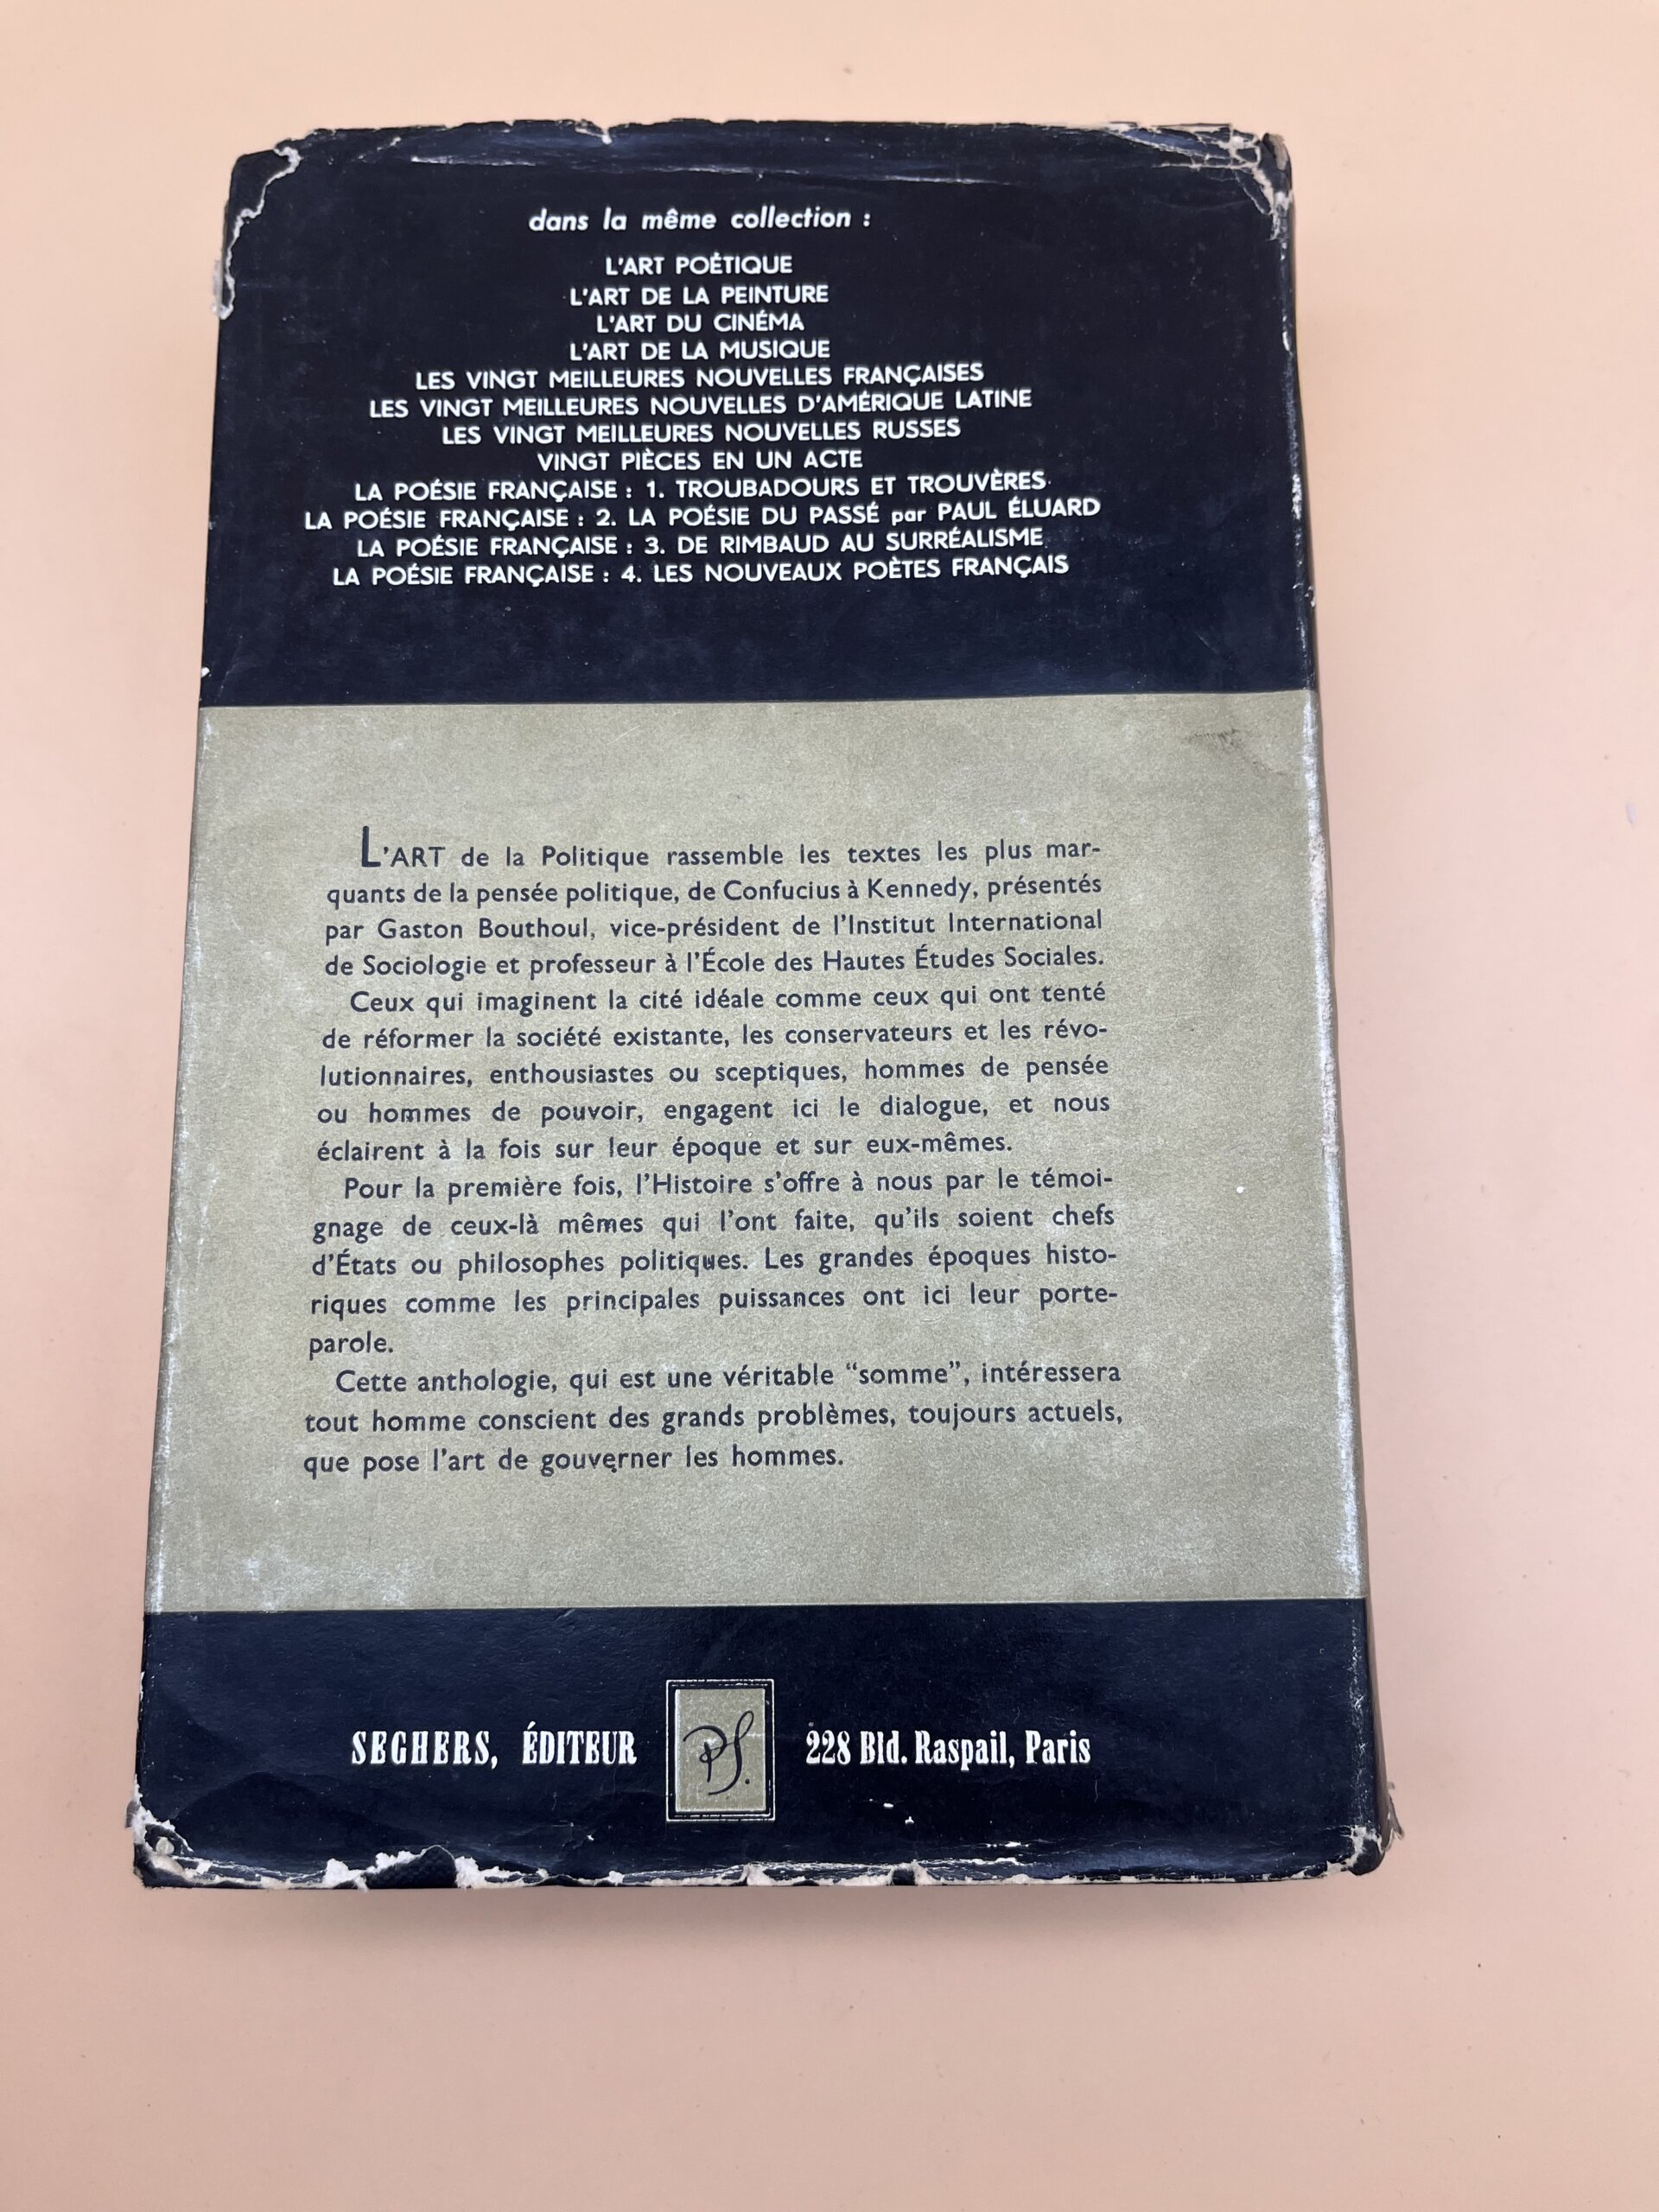 dans la même collection :
L'ART POÉTIQUE
L'ART DE LA PEINTURE
L'ART DU CINÉMA
L'ART DE LA MUSIQUE
LES VINGT MEILLEURES NOUVELLES FRANÇAISES
LES VINGT MEILLEURES NOUVELLES D'AMÉRIQUE LATINE
LES VINGT MEILLEURES NOUVELLES RUSSES
VINGT PIÈCES EN UN ACTE
LA POÉSIE FRANÇAISE : 1. TROUBADOURS ET TROUVÈRES
LA POÉSIE FRANÇAISE : 2. LA POÉSIE DU PASSÉ par PAUL ÉLUARD
LA POÉSIE FRANÇAISE : 3. DE RIMBAUD AU SURRÉALISME
LA POÉSIE FRANÇAISE : 4. LES NOUVEAUX POÈTES FRANÇAIS
L'ART de la Politique rassemble les textes les plus mar-
quants de la pensée politique, de Confucius à Kennedy, présentés
par Gaston Bouthoul, vice-président de l'Institut International
de Sociologie et professeur à l'École des Hautes Études Sociales.
Ceux qui imaginent la cité idéale comme ceux qui ont tenté
de réformer la société existante, les conservateurs et les révo-
lutionnaires, enthousiastes ou sceptiques, hommes de pensée
ou hommes de pouvoir, engagent ici le dialogue, et nous
éclairent à la fois sur leur époque et sur eux-mêmes.
Pour la première fois, l'Histoire s'offre à nous par le témoi-
gnage de ceux-là mêmes qui l'ont faite, qu'ils soient chefs
d'États ou philosophes politiques. Les grandes époques histo-
riques comme les principales puissances ont ici leur porte-
parole.
Cette anthologie, qui est une véritable “somme”, intéressera
tout homme conscient des grands problèmes, toujours actuels,
que pose l'art de gouverner les hommes.
SEGHERS, ÉDITEUR PS. 228 Bld. Raspail, Paris